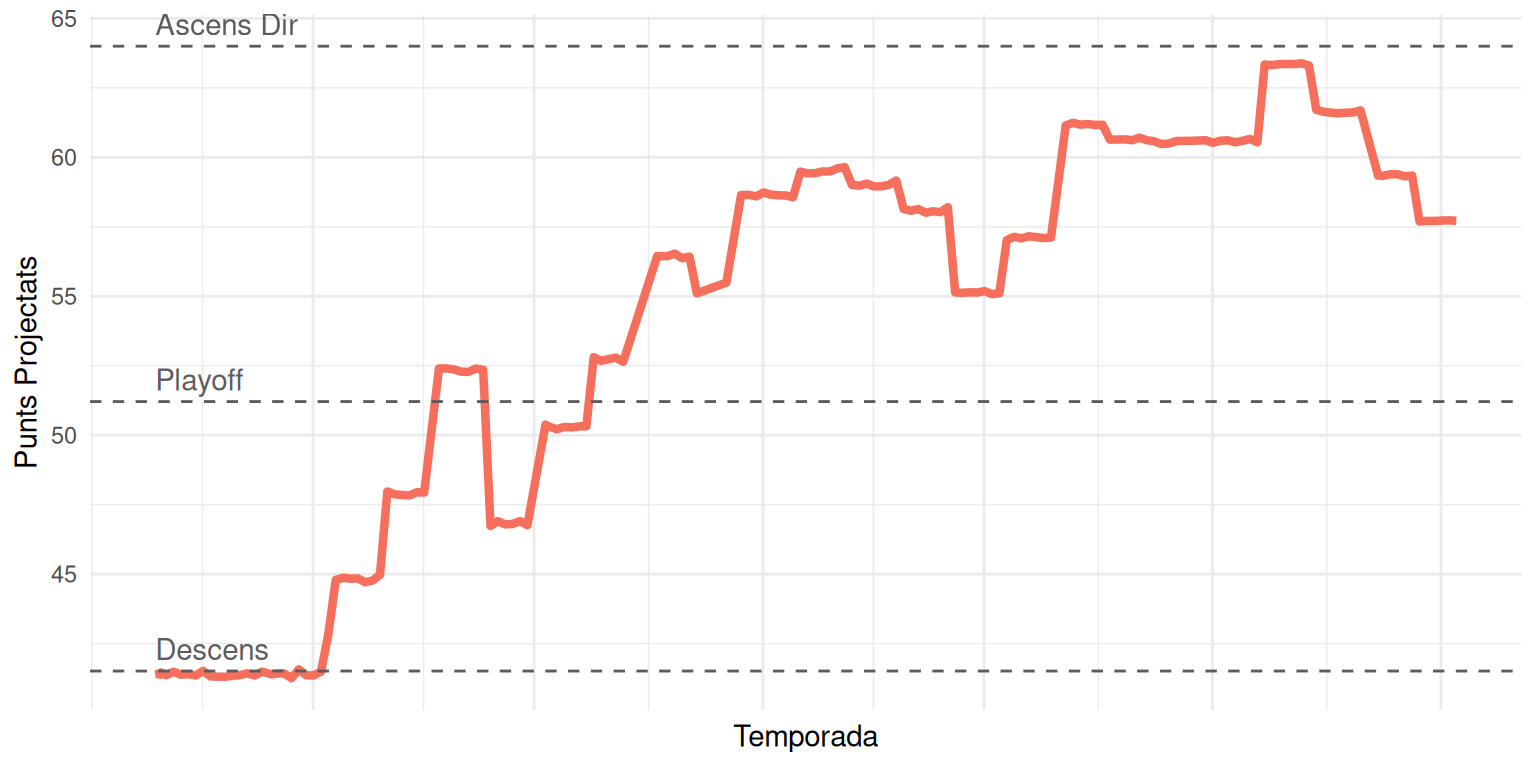 65
Ascens Dir
60
55
Playoff
50
45
Descens
Punts Projectats
Temporada